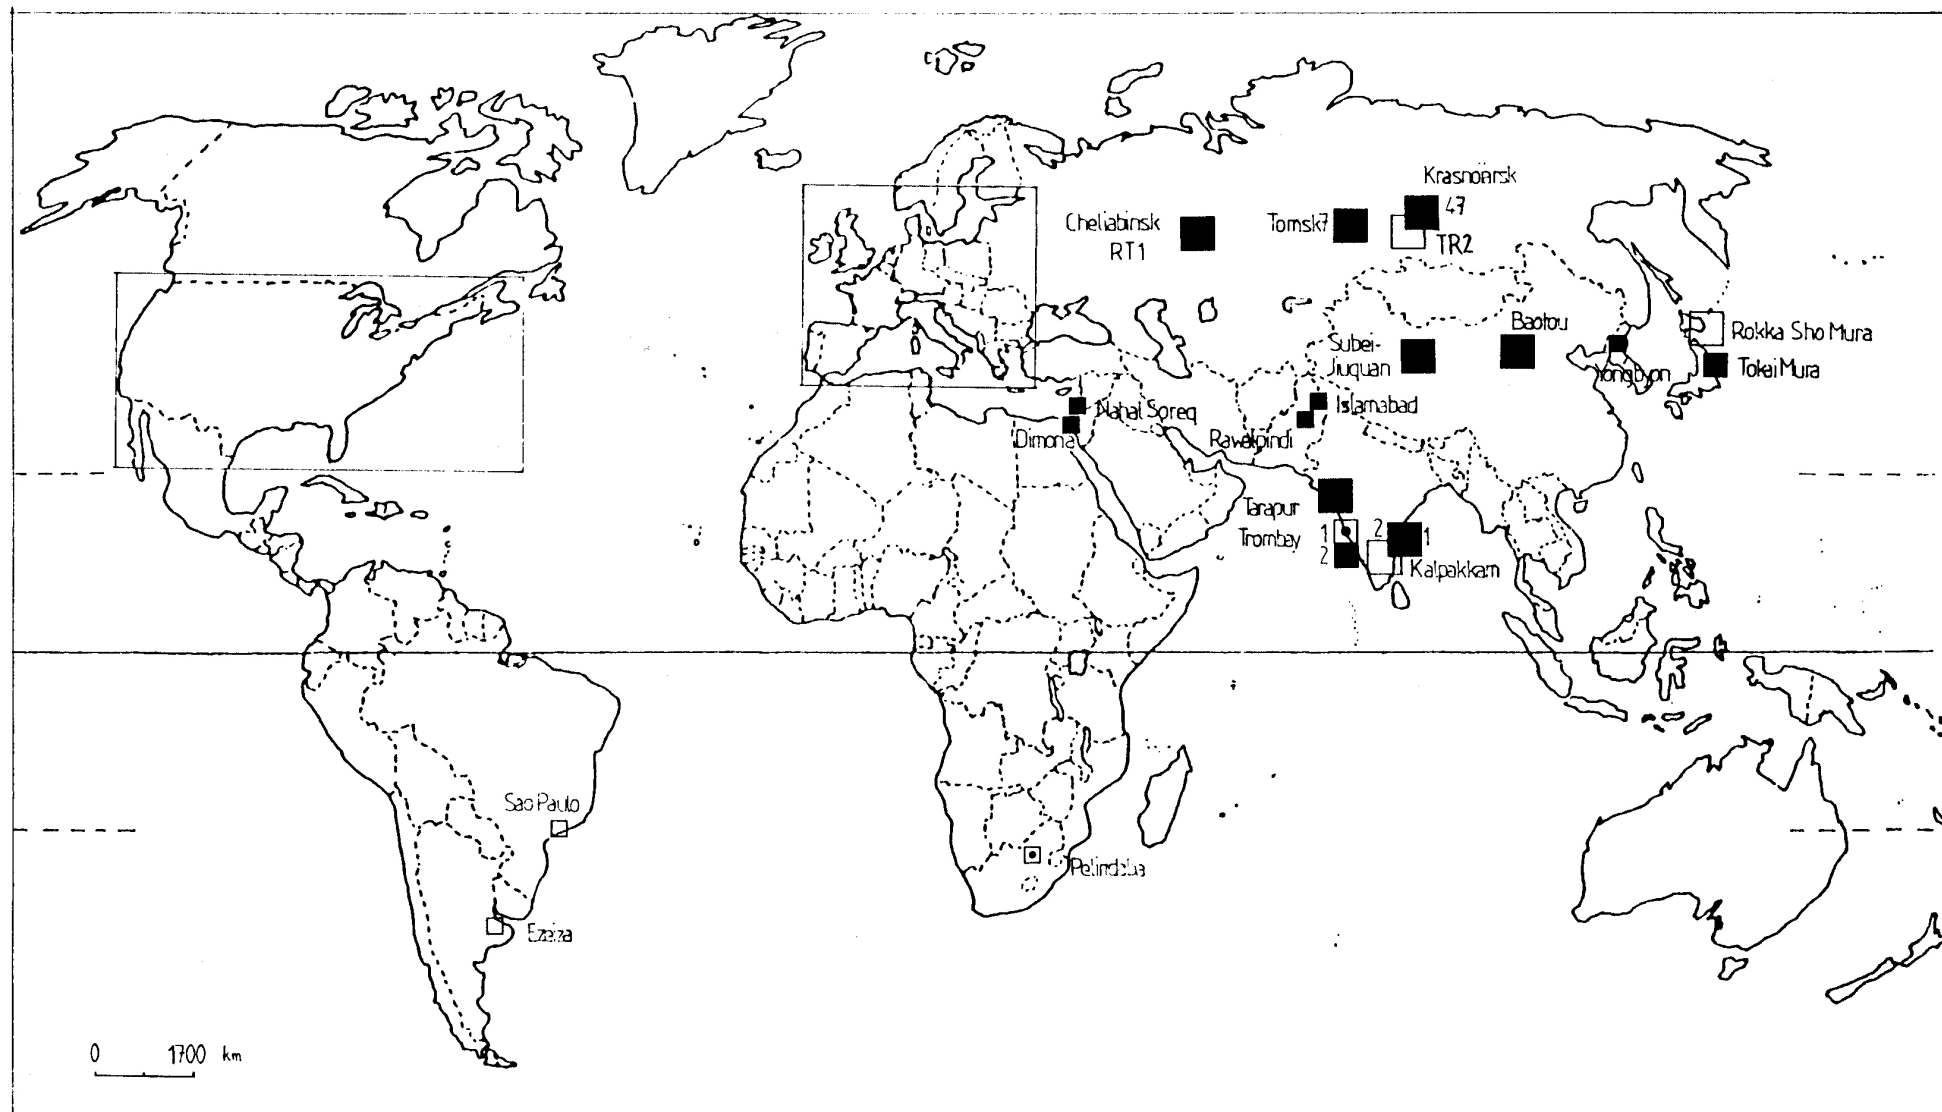 Krasnöarsk
47
Cheliabinsk
RT1
Tomsk7
TR2
Baotou
Subei-
Jiuquan
Yongbyon
Rokka Sho Mura
Tokai Mura
Nahal Soreq
Dimona
Islamabad
Rawalpindi
Tarapur
1
Trombay
2
2
1
Kalpakkam
Sao Paulo
Pelindaba
Ezeiza
0 1700 km